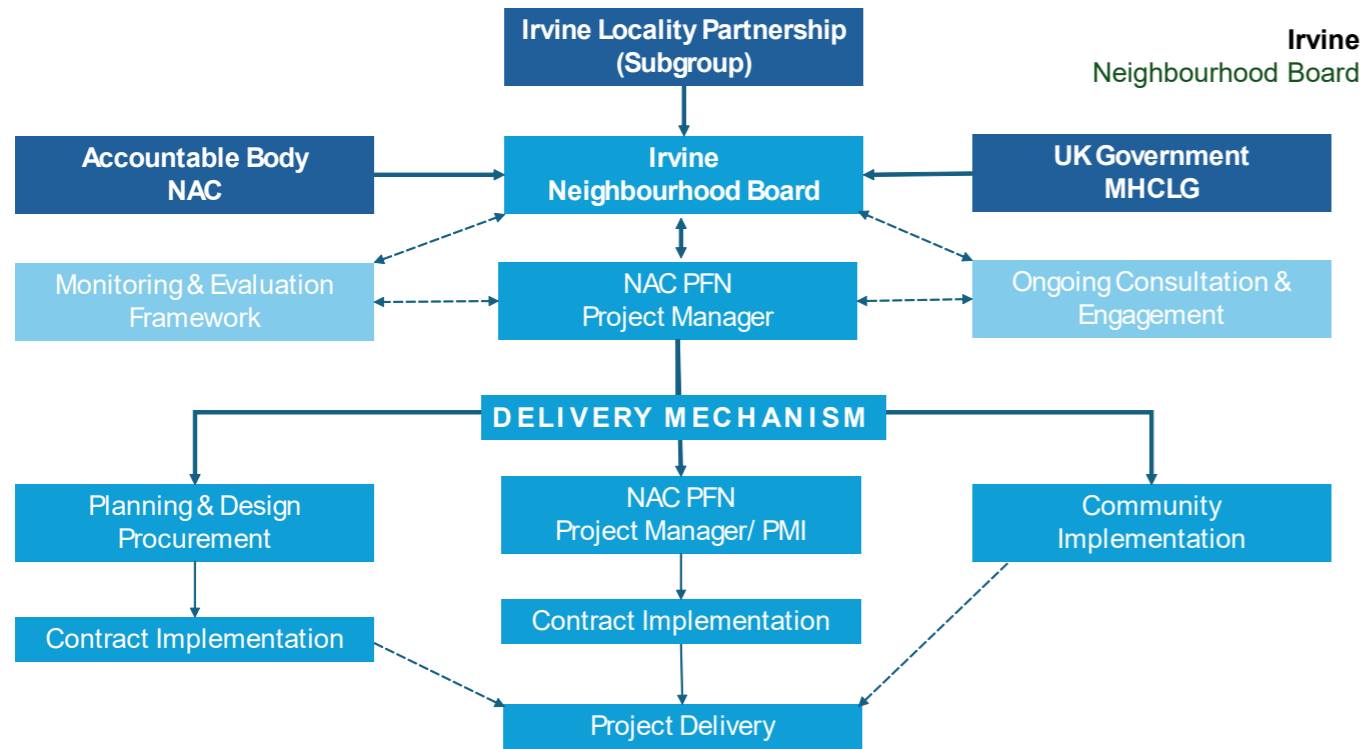 Irvine Locality Partnership
(Subgroup)
Irvine
Neighbourhood Board
Accountable Body
NAC
Irvine
Neighbourhood Board
UK Government
MHCLG
Monitoring & Evaluation
Framework
NAC PFN
Project Manager
Ongoing Consultation &
Engagement
DELIVERY MECHANISM
Planning & Design
Procurement
NAC PFN
Project Manager/ PMI
Community
Implementation
Contract Implementation
Contract Implementation
Project Delivery